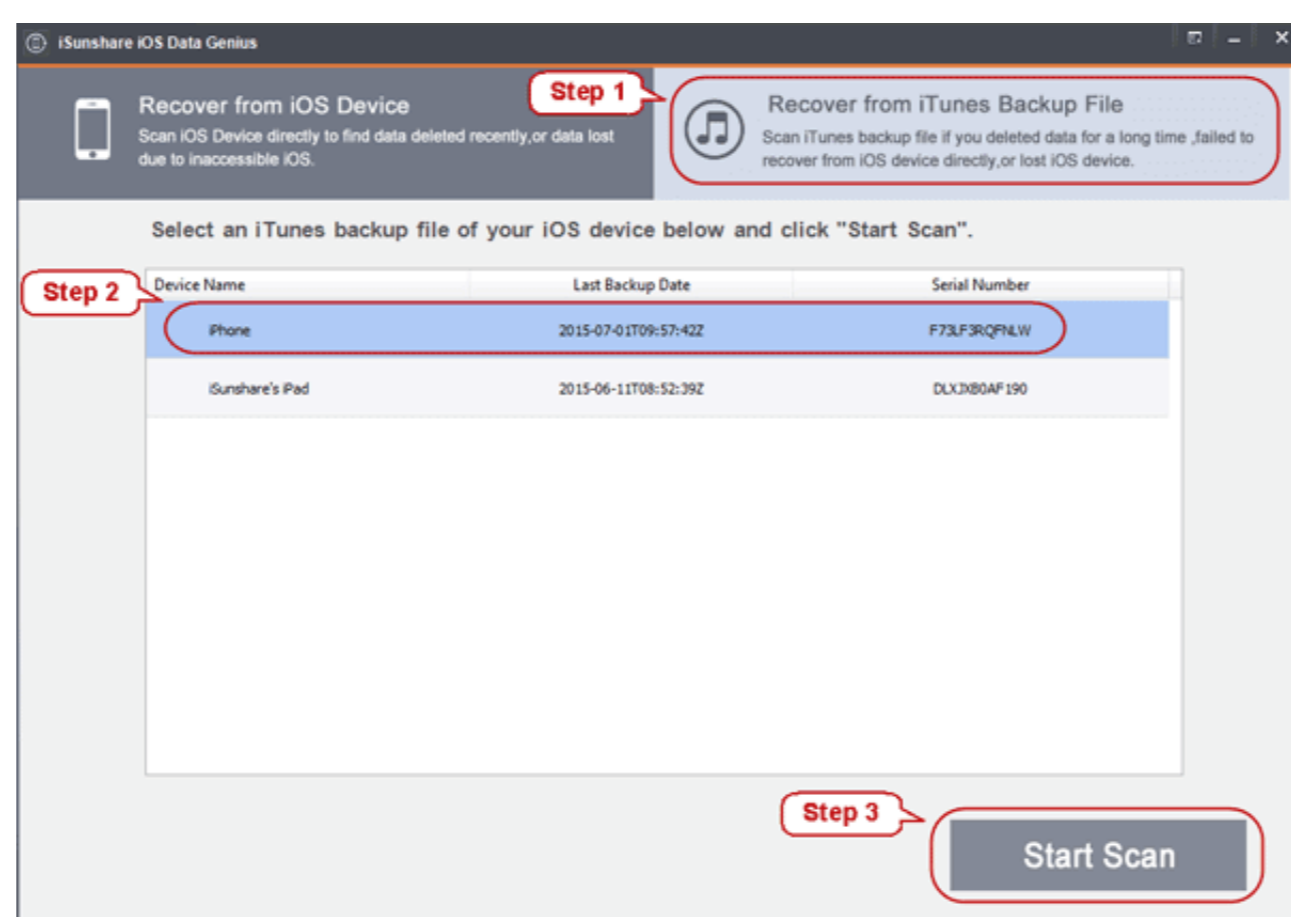 iSunshare iOS Data Genius
Recover from iOS Device
Scan iOS Device directly to find data deleted recently,or data lost
due to inaccessible iOS.
Step 1
Recover from iTunes Backup File
Scan iTunes backup file if you deleted data for a long time ,failed to
recover from iOS device directly,or lost iOS device.
Select an iTunes backup file of your iOS device below and click "Start Scan".
Step 2
Device Name Last Backup Date Serial Number
iPhone 2015-07-01T09:57:42Z F73LF3RQFNLW
iSunshare's iPad 2015-06-11T08:52:39Z DLXJXB0AF190
Step 3
Start Scan